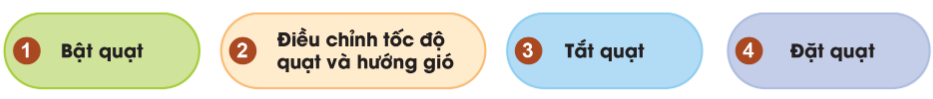 1 Bật quạt
2 Điều chỉnh tốc độ
quạt và hướng gió
3 Tắt quạt
4 Đặt quạt